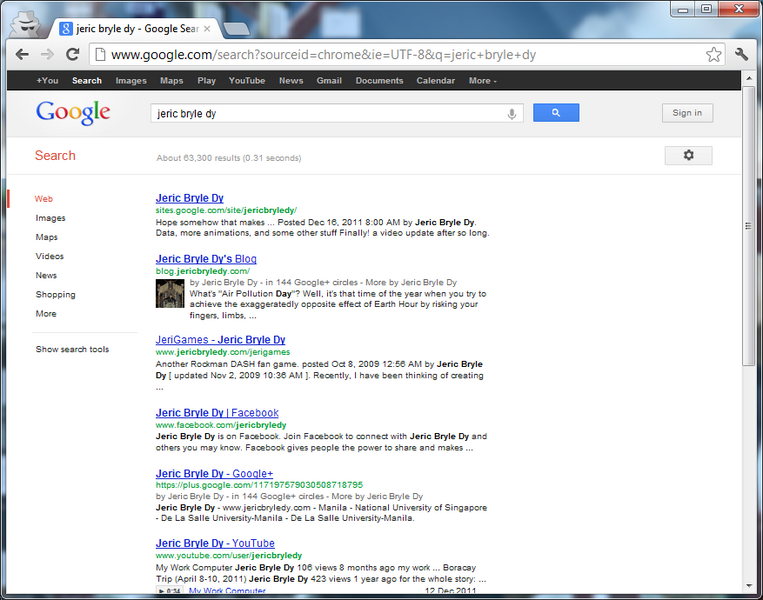 jeric bryle dy - Google Sea
www.google.com/search?sourceid=chrome&ie=UTF-8&q=jeric+bryle+dy
+You Search Images Maps Play YouTube News Gmail Documents Calendar More
Google
jeric bryle dy
Sign in
Search
About 63,300 results (0.31 seconds)
Web
Images
Maps
Videos
News
Shopping
More
Show search tools
Jeric Bryle Dy
sites.google.com/site/jericbryledy/
Hope somehow that makes ... Posted Dec 16, 2011 8:00 AM by Jeric Bryle Dy.
Data, more animations, and some other stuff Finally! a video update after so long.
Jeric Bryle Dy's Blog
blog.jericbryledy.com/
by Jeric Bryle Dy - in 144 Google+ circles - More by Jeric Bryle Dy
What's "Air Pollution Day"? Well, it's that time of the year when you try to
achieve the exaggeratedly opposite effect of Earth Hour by risking your
fingers, limbs, ...
JeriGames - Jeric Bryle Dy
www.jericbryledy.com/jerigames
Another Rockman DASH fan game. posted Oct 8, 2009 12:56 AM by Jeric Bryle
Dy [ updated Nov 2, 2009 10:36 AM ]. Recently, I have been thinking of creating
...
Jeric Bryle Dy | Facebook
www.facebook.com/jericbryledy
Jeric Bryle Dy is on Facebook. Join Facebook to connect with Jeric Bryle Dy and
others you may know. Facebook gives people the power to share and makes ...
Jeric Bryle Dy - Google+
https://plus.google.com/117197579030508718795
by Jeric Bryle Dy - in 144 Google+ circles - More by Jeric Bryle Dy
Jeric Bryle Dy - www.jericbryledy.com - Manila - National University of Singapore
- De La Salle University-Manila - De La Salle University-Manila.
Jeric Bryle Dy - YouTube
www.youtube.com/user/jericbryledy
My Work Computer Jeric Bryle Dy 106 views 8 months ago my work ... Boracay
Trip (April 8-10, 2011) Jeric Bryle Dy 423 views 1 year ago for the whole story: ...
0:34 My Work Computer 12 Dec 2011